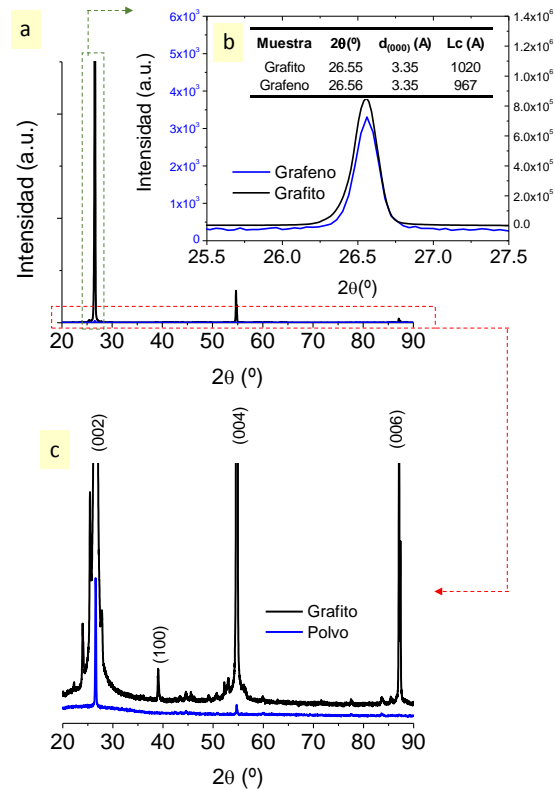 a
Intensidad (a.u.)
20 30 40 50 60 70 80 90
2θ (º)
b
Intensidad (a.u.)
6x10³
5x10³
4x10³
3x10³
2x10³
1x10³
0
Muestra 2θ(º) d(000) (A) Lc (A)
Grafito 26.55 3.35 1020
Grafeno 26.56 3.35 967
Grafeno
Grafito
1.4x10⁶
1.2x10⁶
1.0x10⁶
8.0x10⁵
6.0x10⁵
4.0x10⁵
2.0x10⁵
0.0
25.5 26.0 26.5 27.0 27.5
2θ(º)
c
(002)
(100)
(004)
(006)
Grafito
Polvo
20 30 40 50 60 70 80 90
2θ (º)